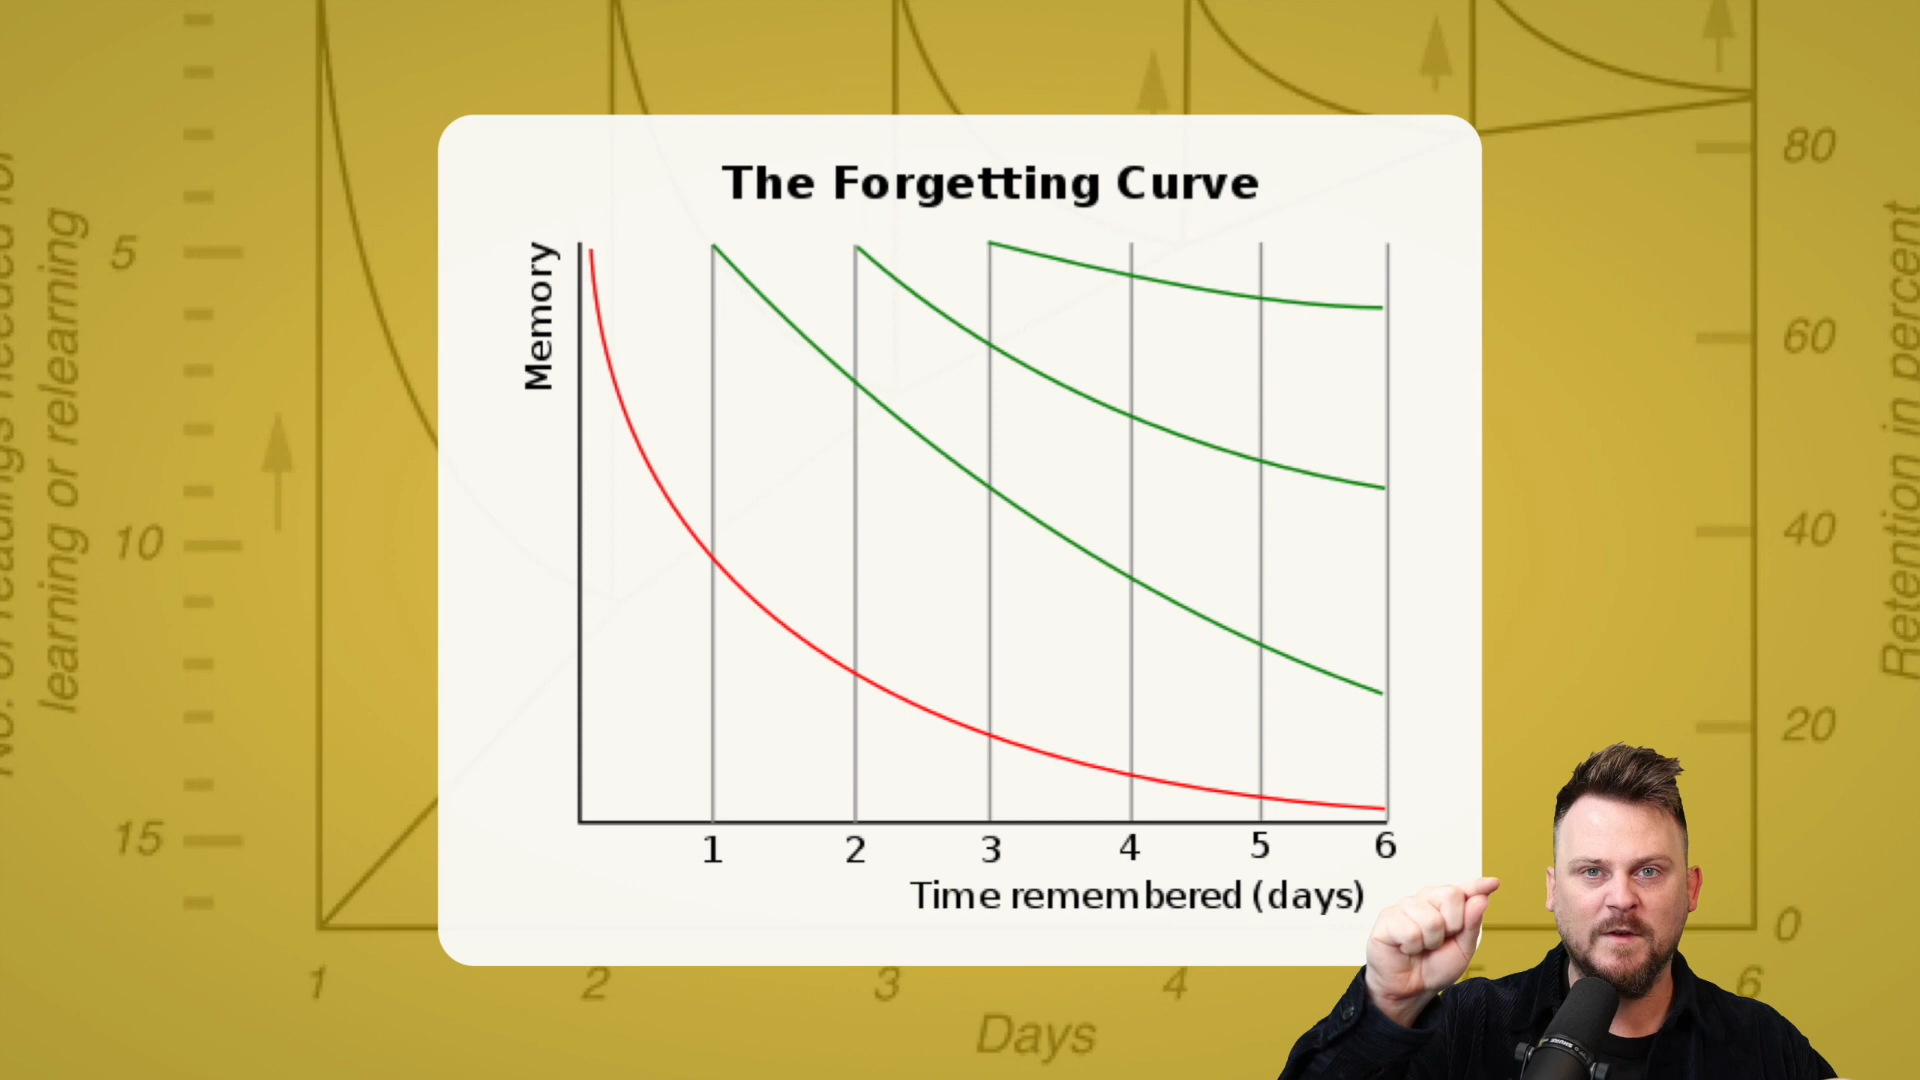 The Forgetting Curve
Memory
1 2 3 4 5 6
Time remembered (days)
learning or relearning
5
10
15
80
60
40
20
0
Retention in percent
1 2 3 4 6
Days